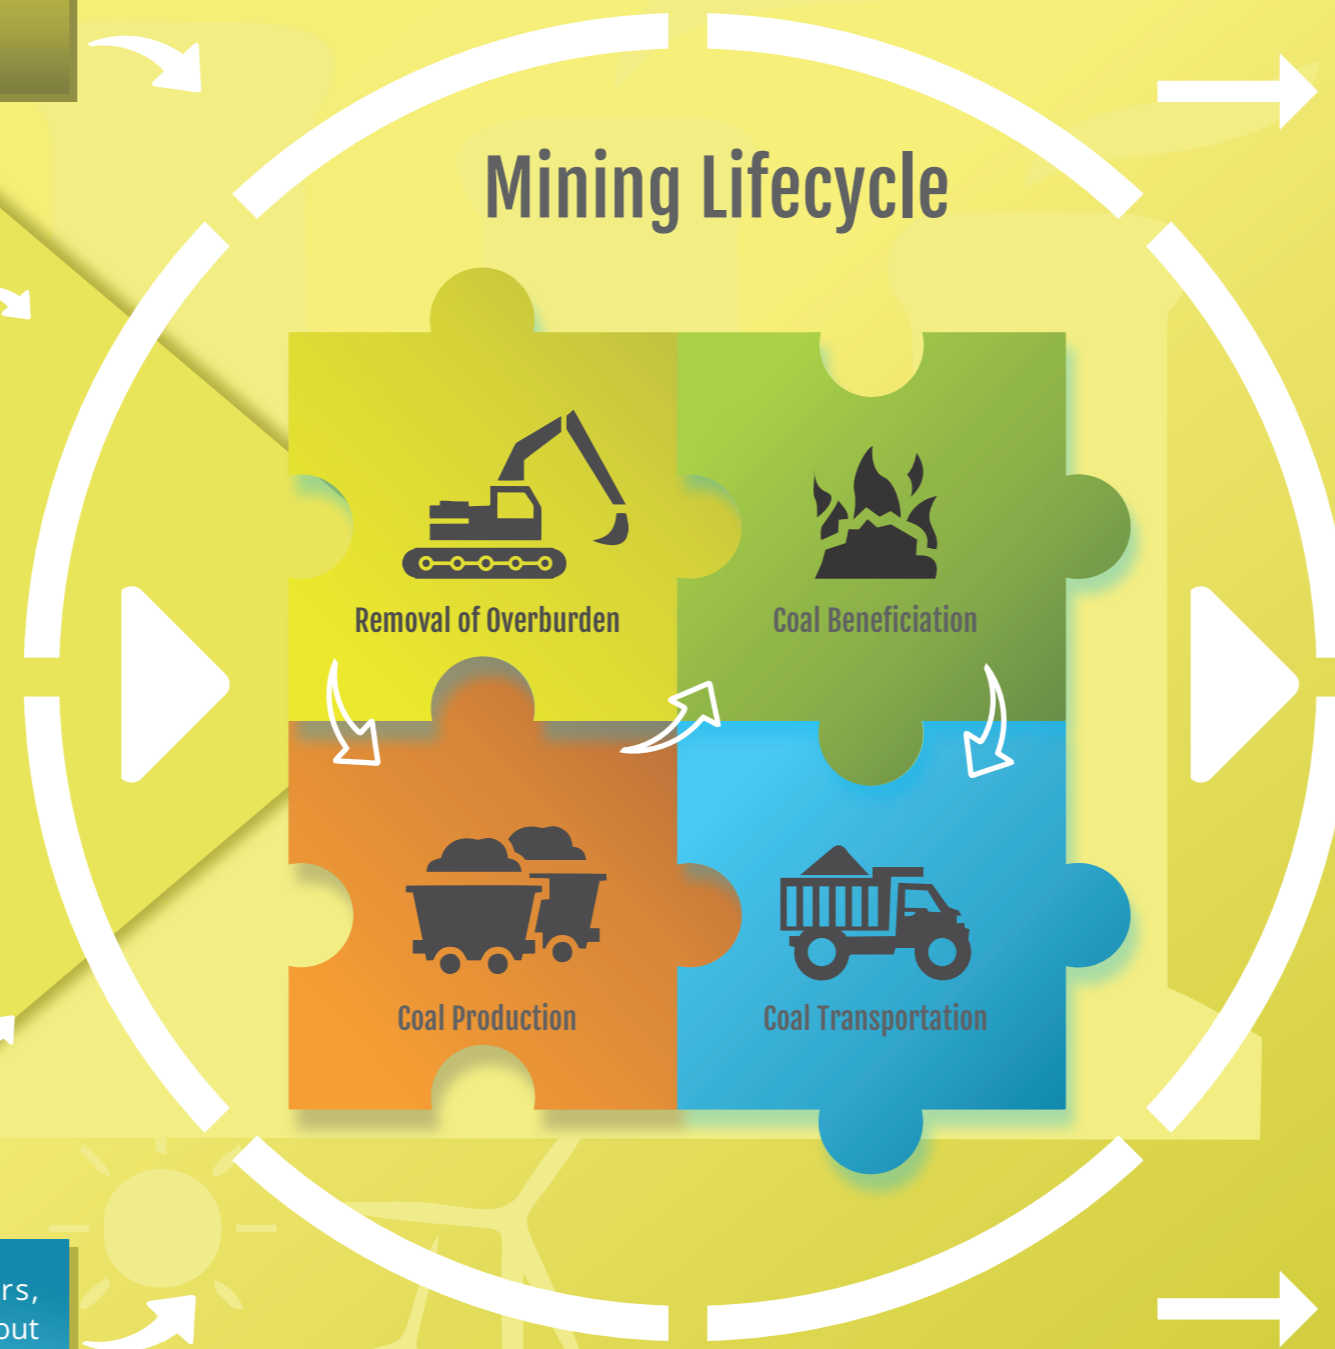 Mining Lifecycle
Removal of Overburden
Coal Beneficiation
Coal Production
Coal Transportation
rs,
out